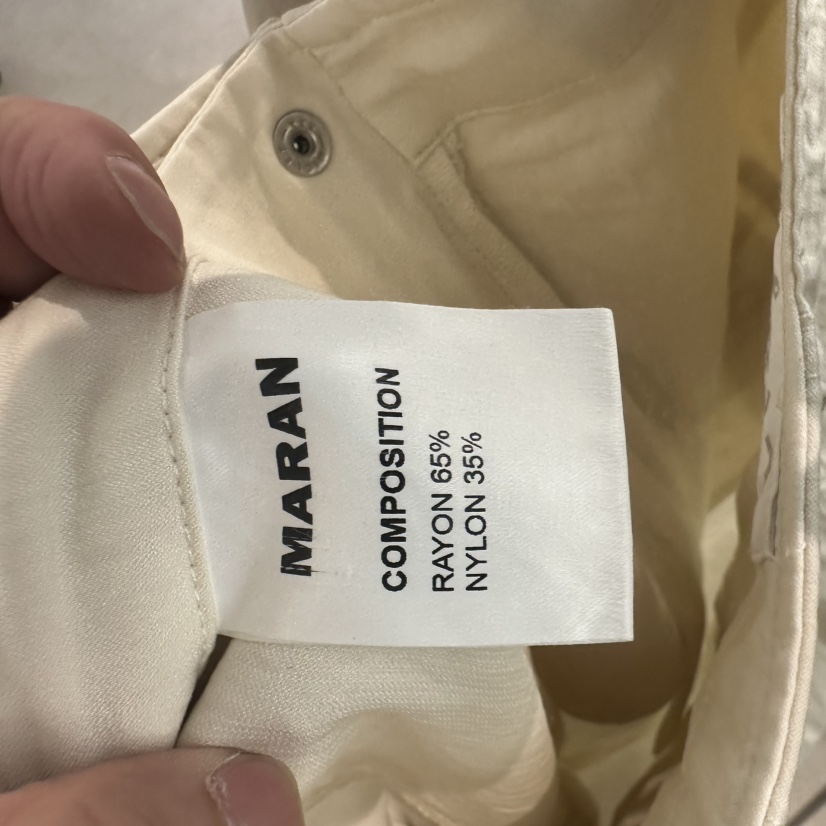 MARAN
COMPOSITION
RAYON 65%
NYLON 35%